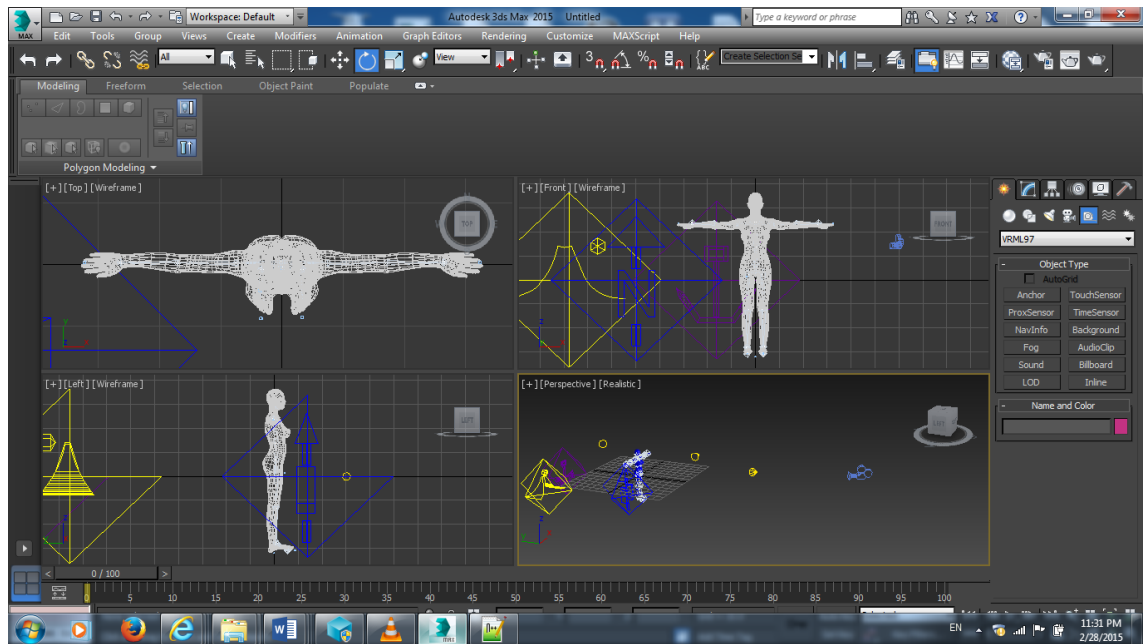 Workspace: Default
Autodesk 3ds Max 2015 Untitled
Type a keyword or phrase
MAX
Edit Tools Group Views Create Modifiers Animation Graph Editors Rendering Customize MAXScript Help
All
View
Create Selection Se
Modeling Freeform Selection Object Paint Populate
Polygon Modeling
[+][Top][Wireframe]
[+][Front][Wireframe]
TOP
FRONT
VRML97
- Object Type
AutoGrid
Anchor TouchSensor
ProxSensor TimeSensor
NavInfo Background
Fog AudioClip
Sound Billboard
LOD Inline
[+][Left][Wireframe]
[+][Perspective][Realistic]
LEFT
LEFT
- Name and Color
< 0 / 100 >
0 5 10 15 20 25 30 35 40 45 50 55 60 65 70 75 80 85 90 95 100
EN
11:31 PM
2/28/2015